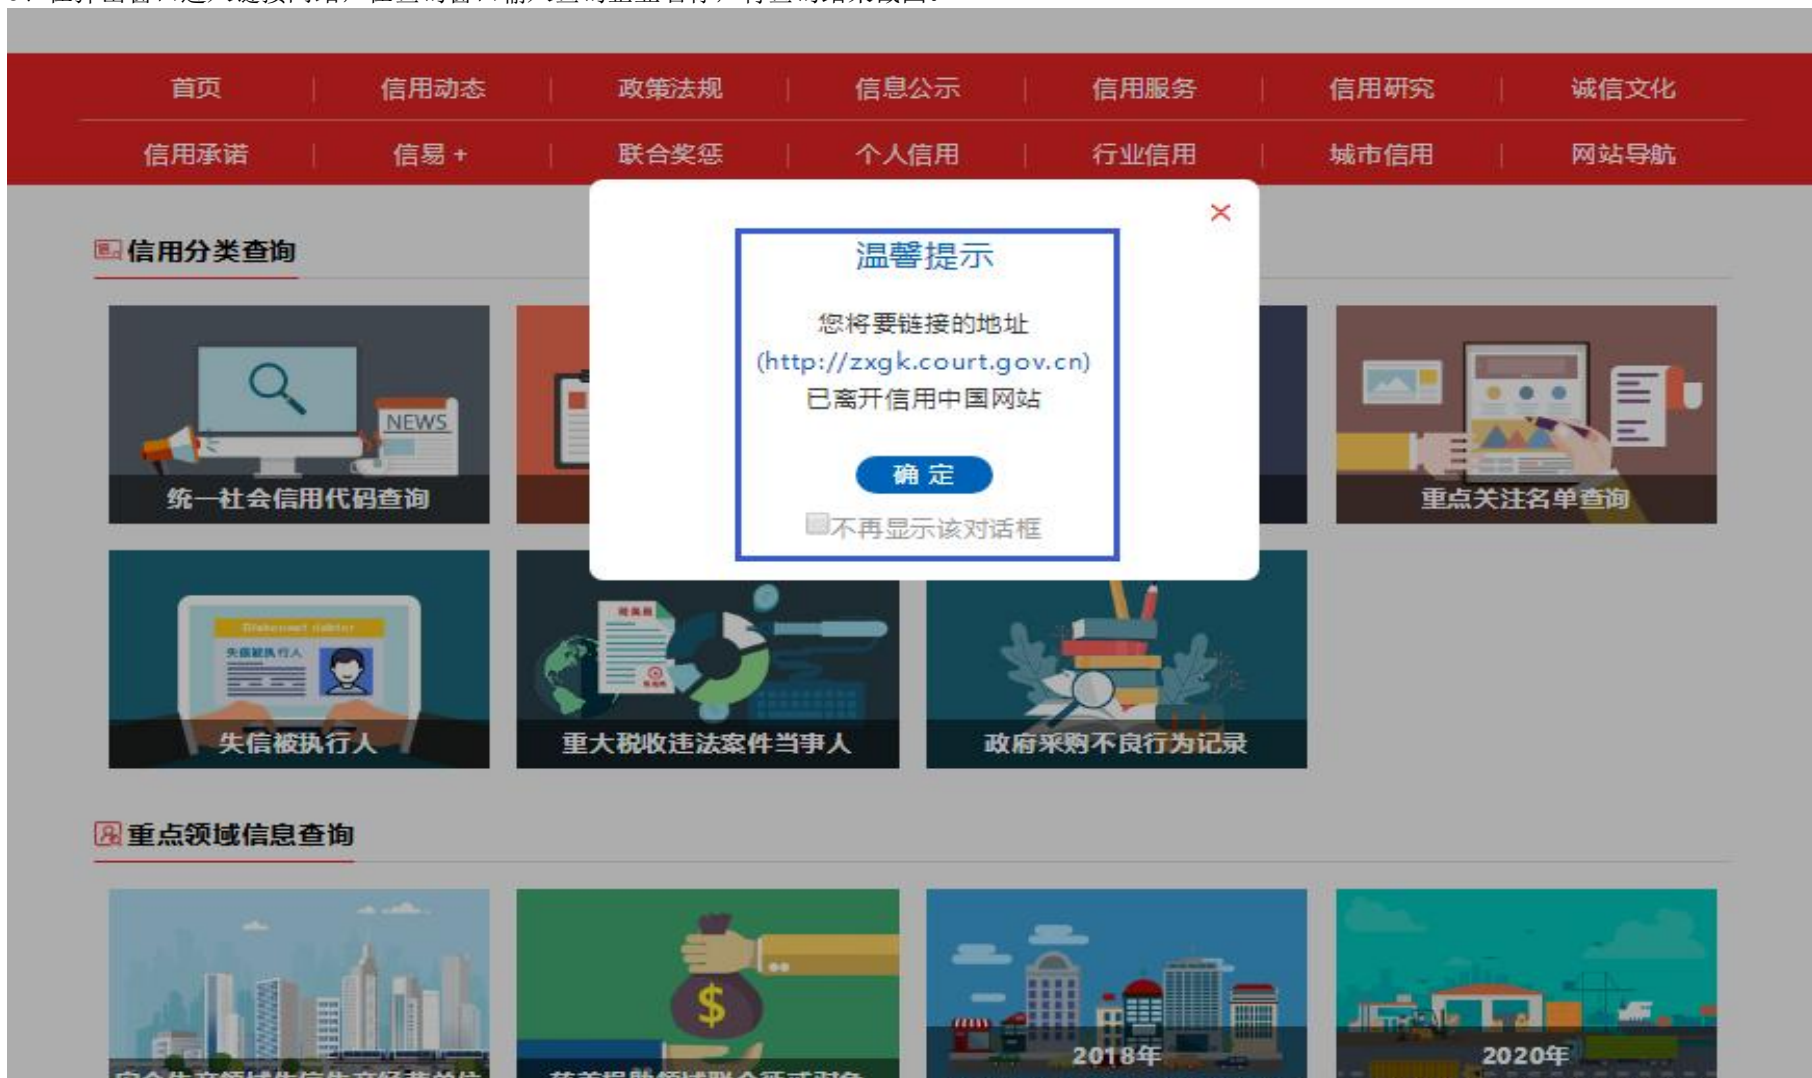 首页 信用动态 政策法规 信息公示 信用服务 信用研究 诚信文化
信用承诺 信易 + 联合奖惩 个人信用 行业信用 城市信用 网站导航
信用分类查询
温馨提示
您将要链接的地址
(http://zxgk.court.gov.cn)
已离开信用中国网站
确 定
不再显示该对话框
NEWS
统一社会信用代码查询
重点关注名单查询
失信被执行人
失信被执行人
重大税收违法案件当事人
政府采购不良行为记录
重点领域信息查询
2018年
2020年